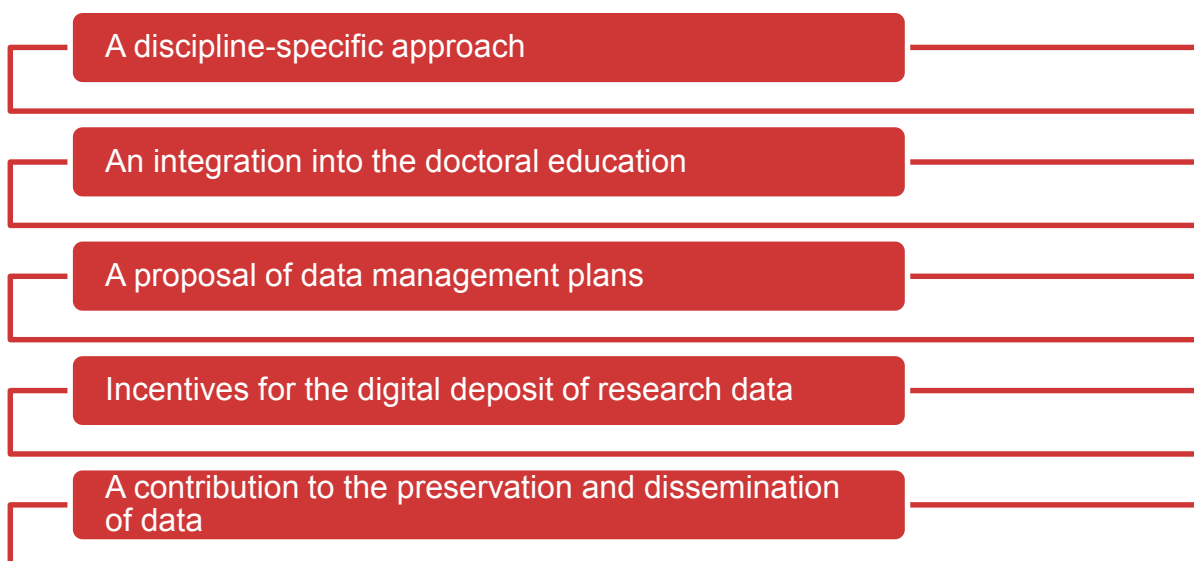 A discipline-specific approach
An integration into the doctoral education
A proposal of data management plans
Incentives for the digital deposit of research data
A contribution to the preservation and dissemination
of data